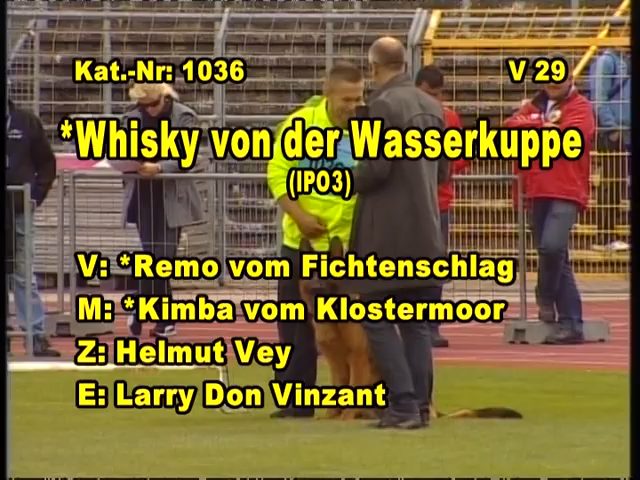 Kat.-Nr: 1036 V 29
*Whisky von der Wasserkuppe
(IPO3)
V: *Remo vom Fichtenschlag
M: *Kimba vom Klostermoor
Z: Helmut Vey
E: Larry Don Vinzant